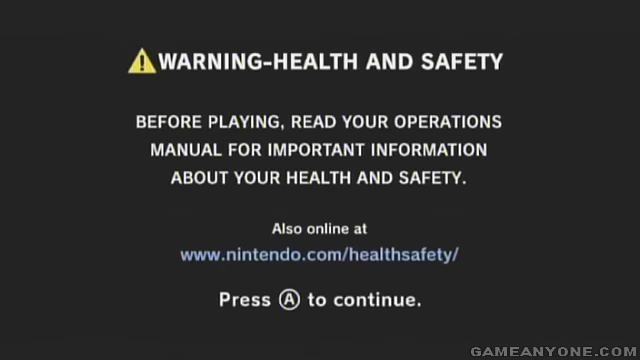 WARNING-HEALTH AND SAFETY
BEFORE PLAYING, READ YOUR OPERATIONS
MANUAL FOR IMPORTANT INFORMATION
ABOUT YOUR HEALTH AND SAFETY.
Also online at
www.nintendo.com/healthsafety/
Press A to continue.
GAMEANYONE.COM